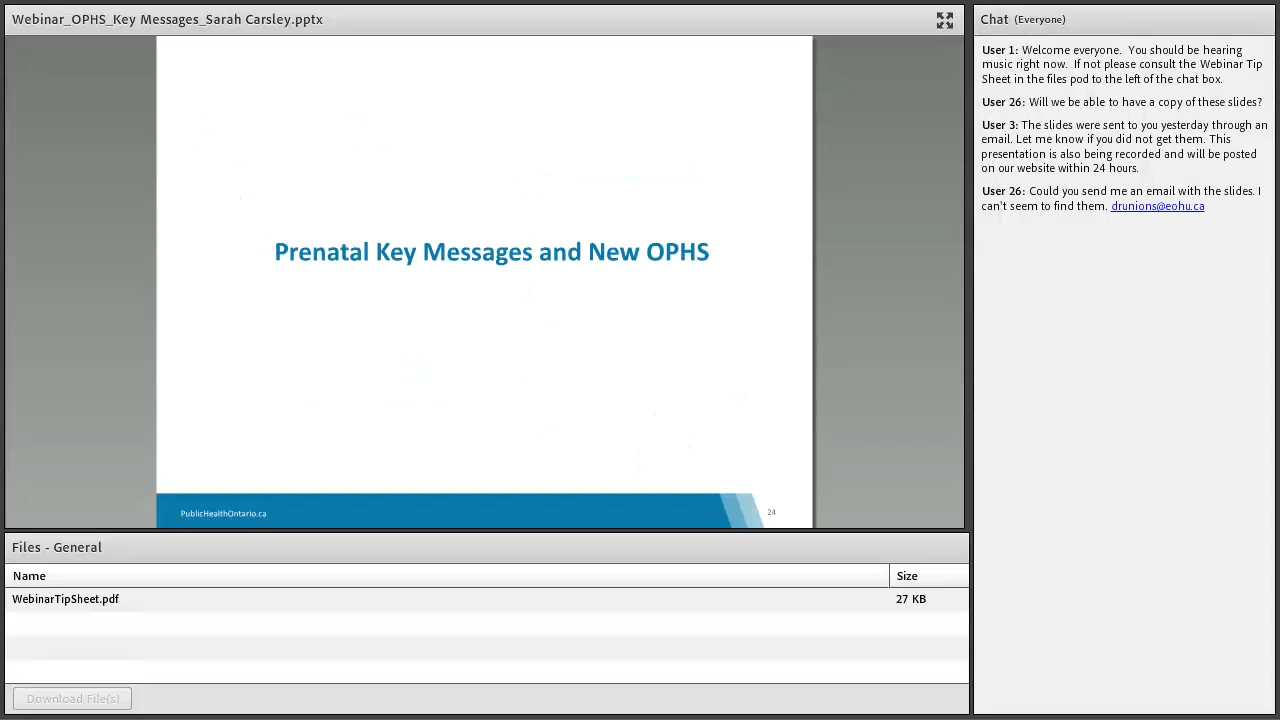 Webinar_OPHS_Key Messages_Sarah Carsley.pptx
Prenatal Key Messages and New OPHS
PublicHealthOntario.ca
24
Files - General
Name Size
WebinarTipSheet.pdf 27 KB
Download File(s)
Chat (Everyone)
User 1: Welcome everyone. You should be hearing
music right now. If not please consult the Webinar Tip
Sheet in the files pod to the left of the chat box.
User 26: Will we be able to have a copy of these slides?
User 3: The slides were sent to you yesterday through an
email. Let me know if you did not get them. This
presentation is also being recorded and will be posted
on our website within 24 hours.
User 26: Could you send me an email with the slides. I
can't seem to find them. drunions@eohu.ca